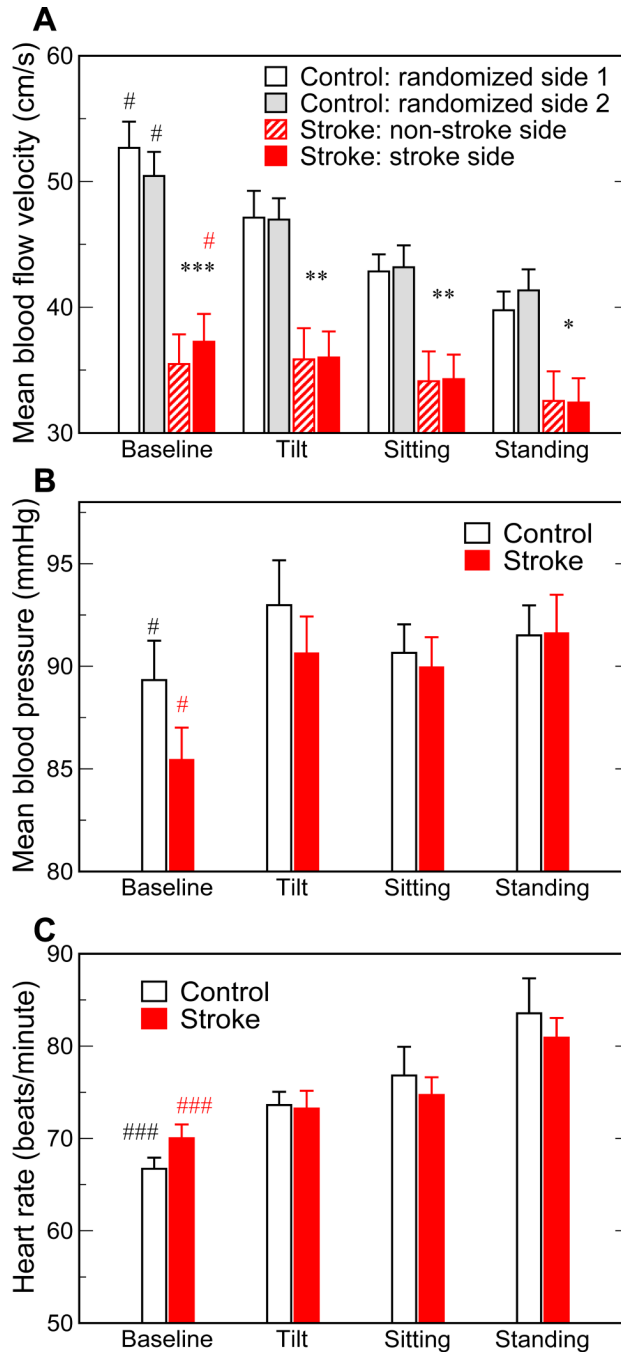 A
Mean blood flow velocity (cm/s)
60
50
40
30
Control: randomized side 1
Control: randomized side 2
Stroke: non-stroke side
Stroke: stroke side
#
#
#
***
**
**
*
Baseline Tilt Sitting Standing
B
Mean blood pressure (mmHg)
95
90
85
80
Control
Stroke
#
#
Baseline Tilt Sitting Standing
C
Heart rate (beats/minute)
90
80
70
60
50
Control
Stroke
###
###
Baseline Tilt Sitting Standing